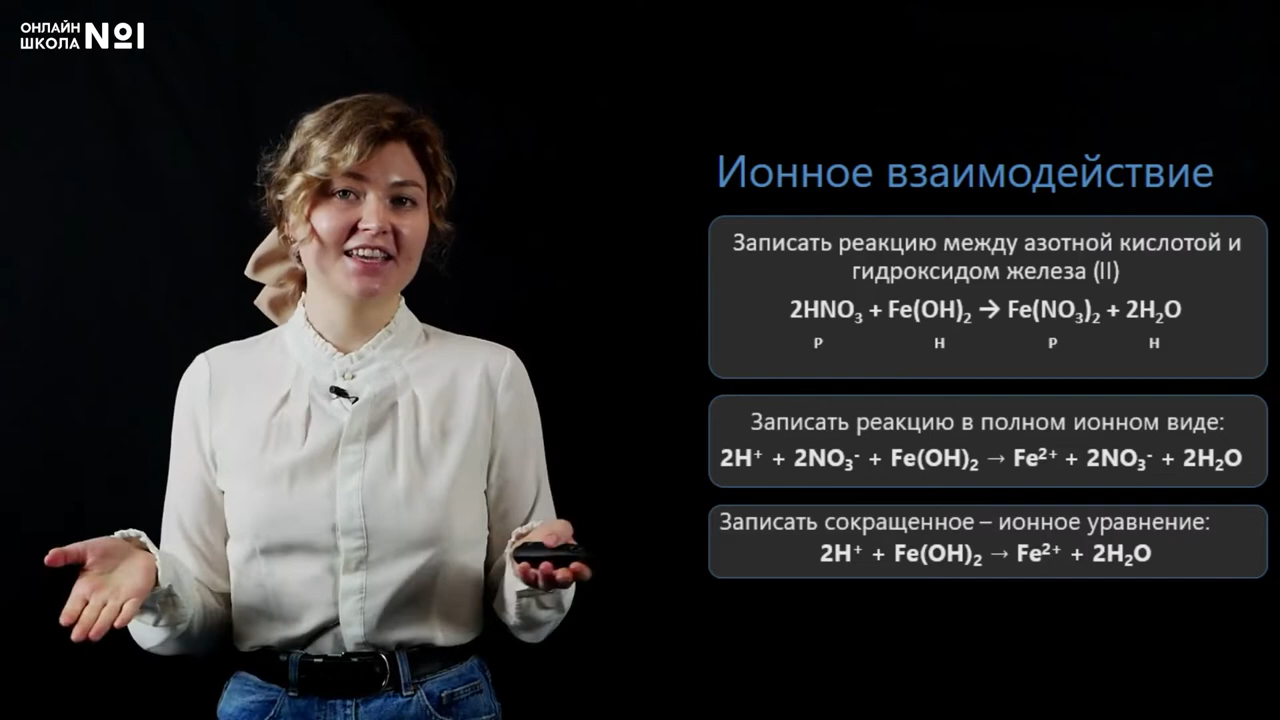 ОНЛАЙН
ШКОЛА №1
Ионное взаимодействие
Записать реакцию между азотной кислотой и
гидроксидом железа (II)
2HNO₃ + Fe(OH)₂ → Fe(NO₃)₂ + 2H₂O
Р Н Р Н
Записать реакцию в полном ионном виде:
2H⁺ + 2NO₃⁻ + Fe(OH)₂ → Fe²⁺ + 2NO₃⁻ + 2H₂O
Записать сокращенное – ионное уравнение:
2H⁺ + Fe(OH)₂ → Fe²⁺ + 2H₂O